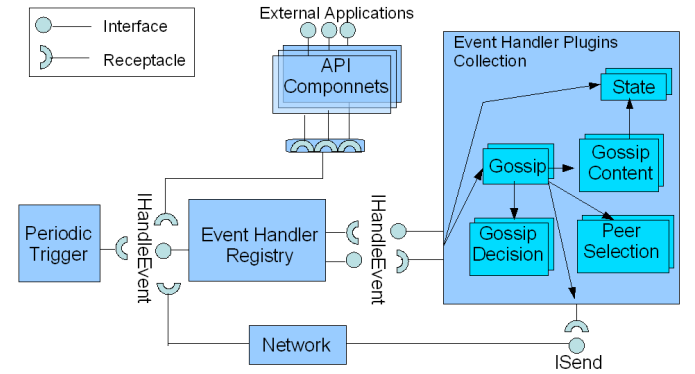 External Applications
Interface
Receptacle
API
Componnets
Event Handler Plugins
Collection
State
Gossip
Gossip
Content
Gossip
Decision
Peer
Selection
Periodic
Trigger
IHandleEvent
Event Handler
Registry
IHandleEvent
Network
ISend